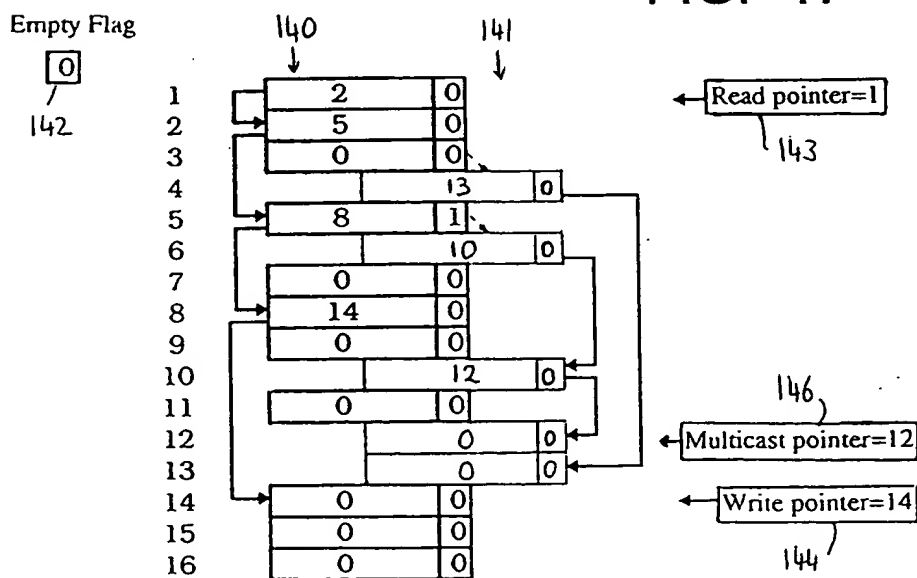 Empty Flag
0
142
140
141
1 2 0
2 5 0
3 0 0
4 13 0
5 8 1
6 10 0
7 0 0
8 14 0
9 0 0
10 12 0
11 0 0
12 0 0
13 0 0
14 0 0
15 0 0
16 0 0
Read pointer=1
143
146
Multicast pointer=12
Write pointer=14
144